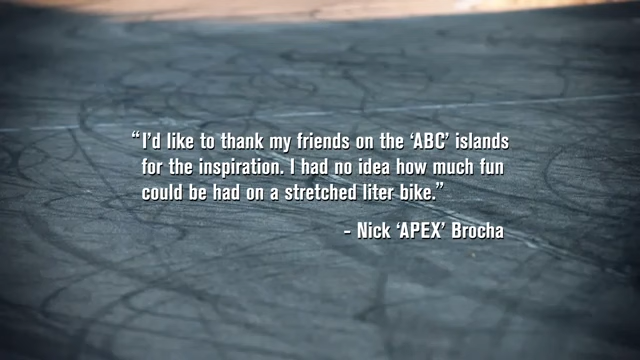 “I’d like to thank my friends on the ‘ABC’ islands
for the inspiration. I had no idea how much fun
could be had on a stretched liter bike.”
- Nick ‘APEX’ Brocha